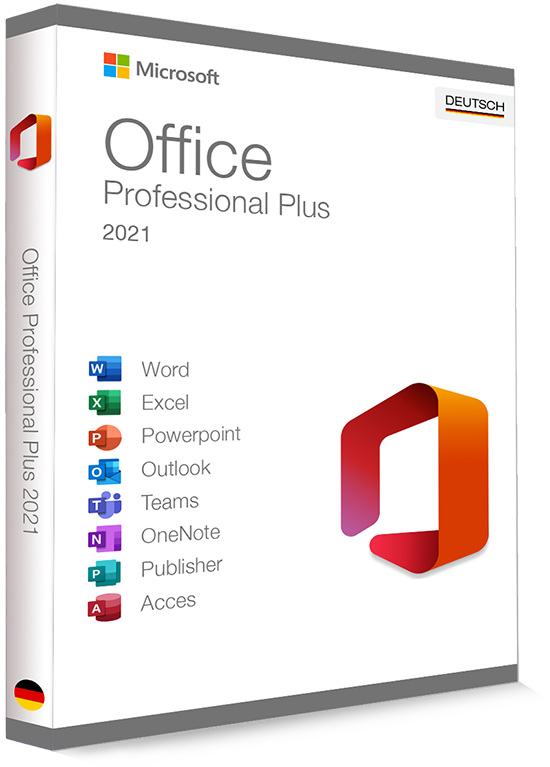 Microsoft
DEUTSCH
Office
Professional Plus
2021
Office Professional Plus 2021
W Word
X Excel
P Powerpoint
O Outlook
T Teams
N OneNote
P Publisher
A Acces